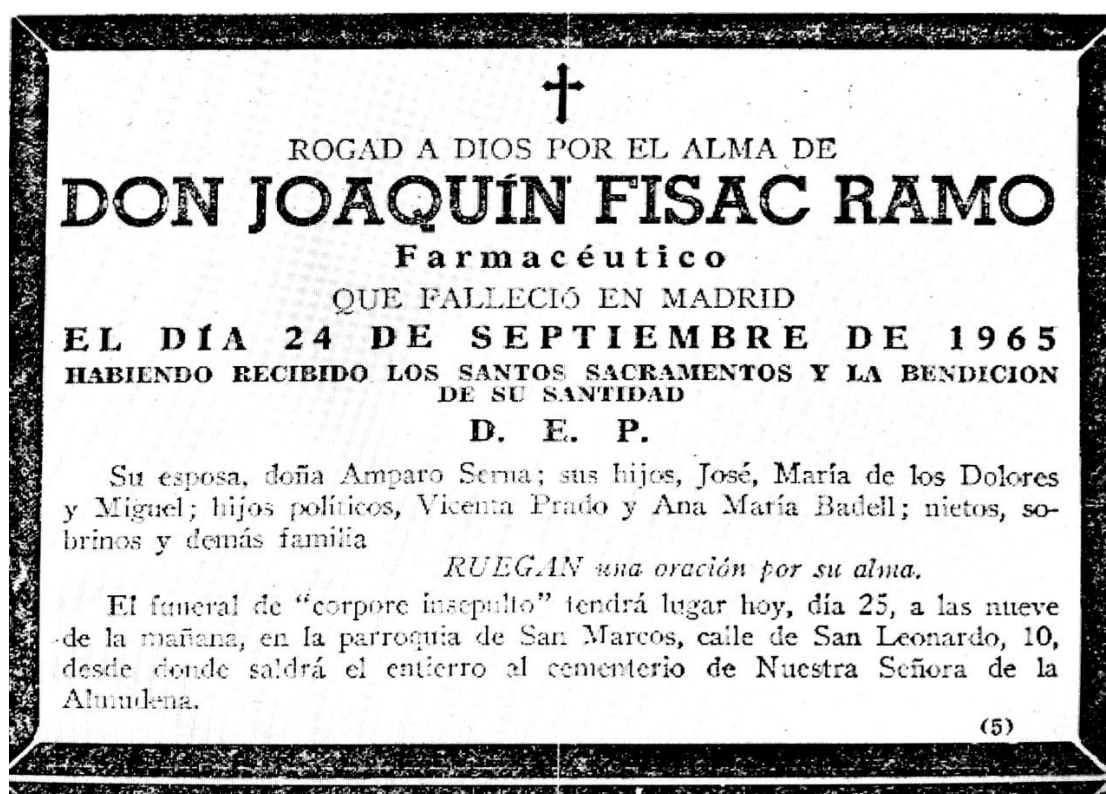 ROGAD A DIOS POR EL ALMA DE
DON JOAQUÍN FISAC RAMO
Farmacéutico
QUE FALLECIÓ EN MADRID
EL DÍA 24 DE SEPTIEMBRE DE 1965
HABIENDO RECIBIDO LOS SANTOS SACRAMENTOS Y LA BENDICION
DE SU SANTIDAD
D. E. P.
Su esposa, doña Amparo Serna; sus hijos, José, María de los Dolores
y Miguel; hijos políticos, Vicenta Prado y Ana María Badell; nietos, so-
brinos y demás familia
RUEGAN una oración por su alma.
El funeral de "corpore insepulto" tendrá lugar hoy, día 25, a las nueve
de la mañana, en la parroquia de San Marcos, calle de San Leonardo, 10,
desde donde saldrá el entierro al cementerio de Nuestra Señora de la
Almudena.
(5)